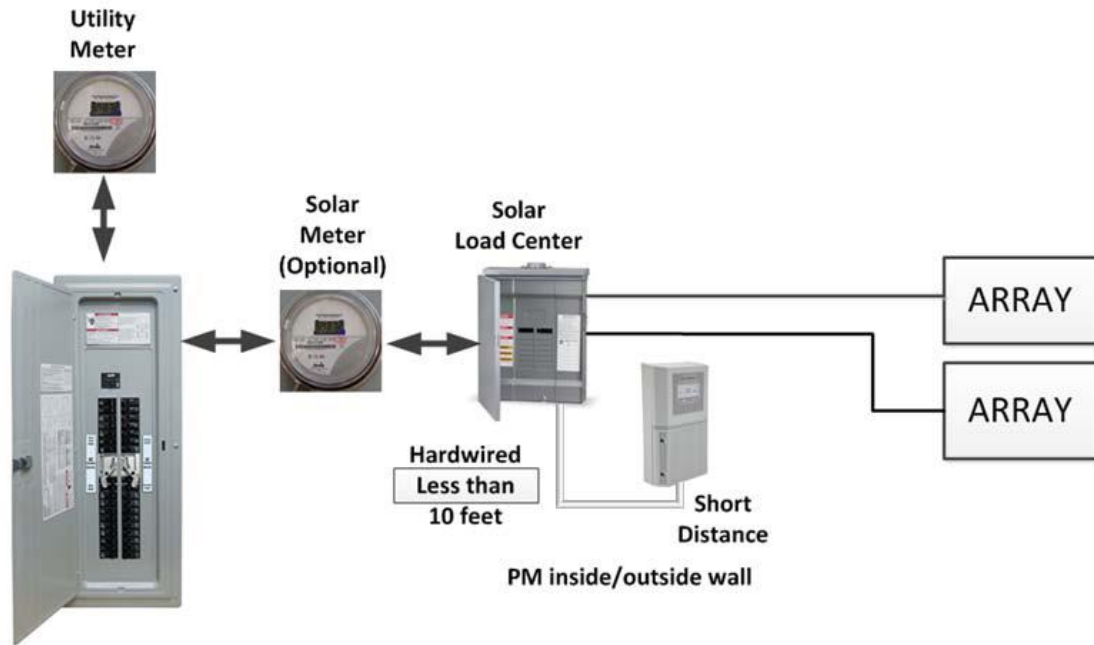 Utility
Meter
Solar
Meter
(Optional)
Solar
Load Center
ARRAY
ARRAY
Hardwired
Less than
10 feet
Short
Distance
PM inside/outside wall